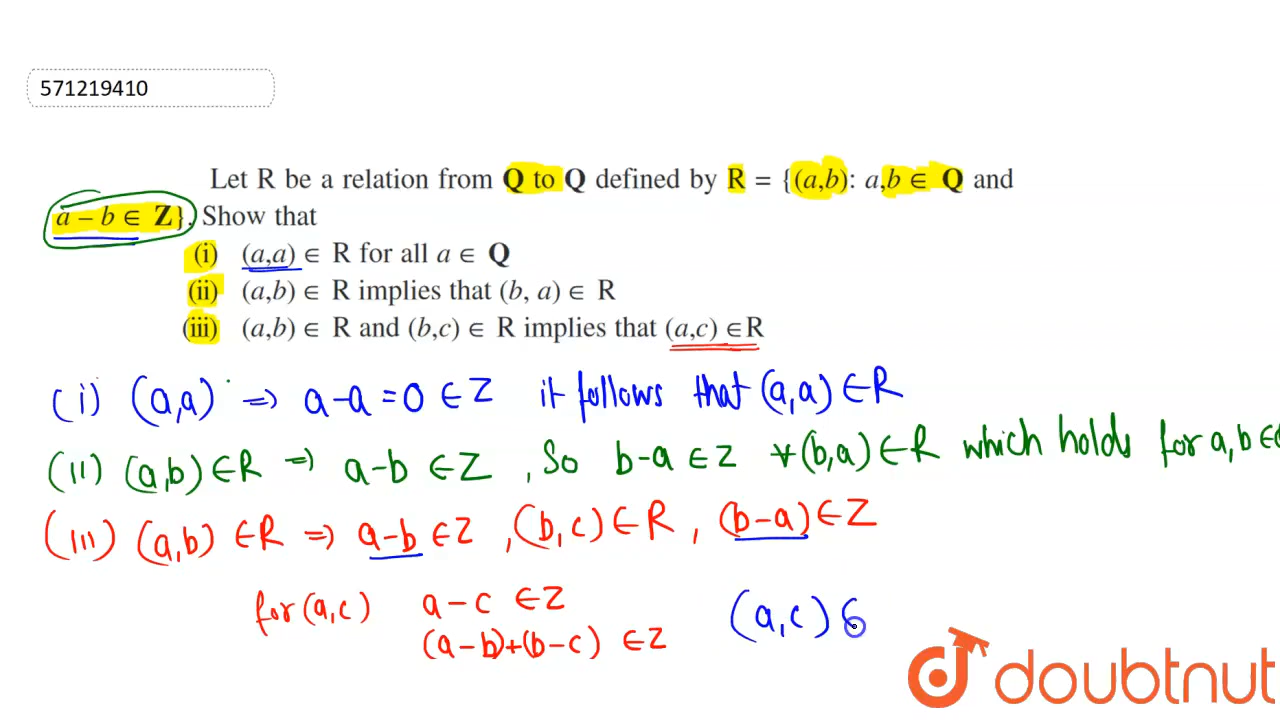 571219410
Let R be a relation from Q to Q defined by R = {(a,b): a,b ∈ Q and
a – b ∈ Z}. Show that
(i) (a,a) ∈ R for all a ∈ Q
(ii) (a,b) ∈ R implies that (b, a) ∈ R
(iii) (a,b) ∈ R and (b,c) ∈ R implies that (a,c) ∈R
(i) (a,a) ⇒ a-a=0 ∈ Z it follows that (a,a) ∈ R
(ii) (a,b) ∈ R ⇒ a-b ∈ Z , So b-a ∈ Z ∀ (b,a) ∈ R which holds for a, b ∈
(iii) (a,b) ∈ R ⇒ a-b ∈ Z , (b,c) ∈ R , (b-a) ∈ Z
for (a,c) a-c ∈ Z
(a-b)+(b-c) ∈ Z (a,c) ∈
doubtnut